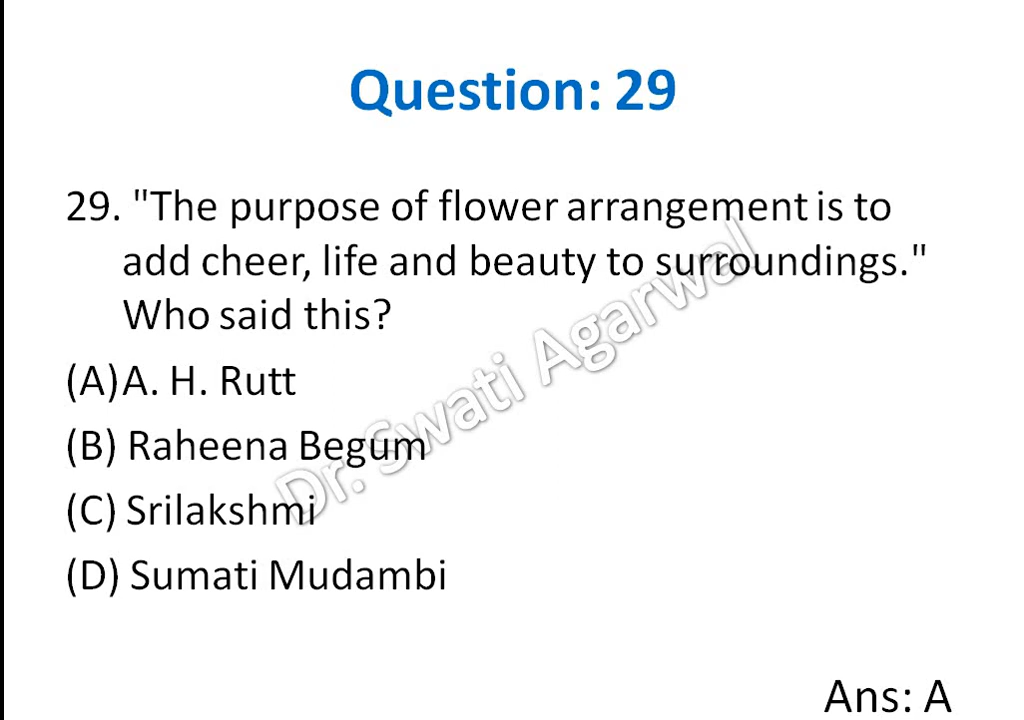 Question: 29
29. "The purpose of flower arrangement is to
add cheer, life and beauty to surroundings."
Who said this?
(A)A. H. Rutt
(B) Raheena Begum
(C) Srilakshmi
(D) Sumati Mudambi
Dr. Swati Agarwal
Ans: A